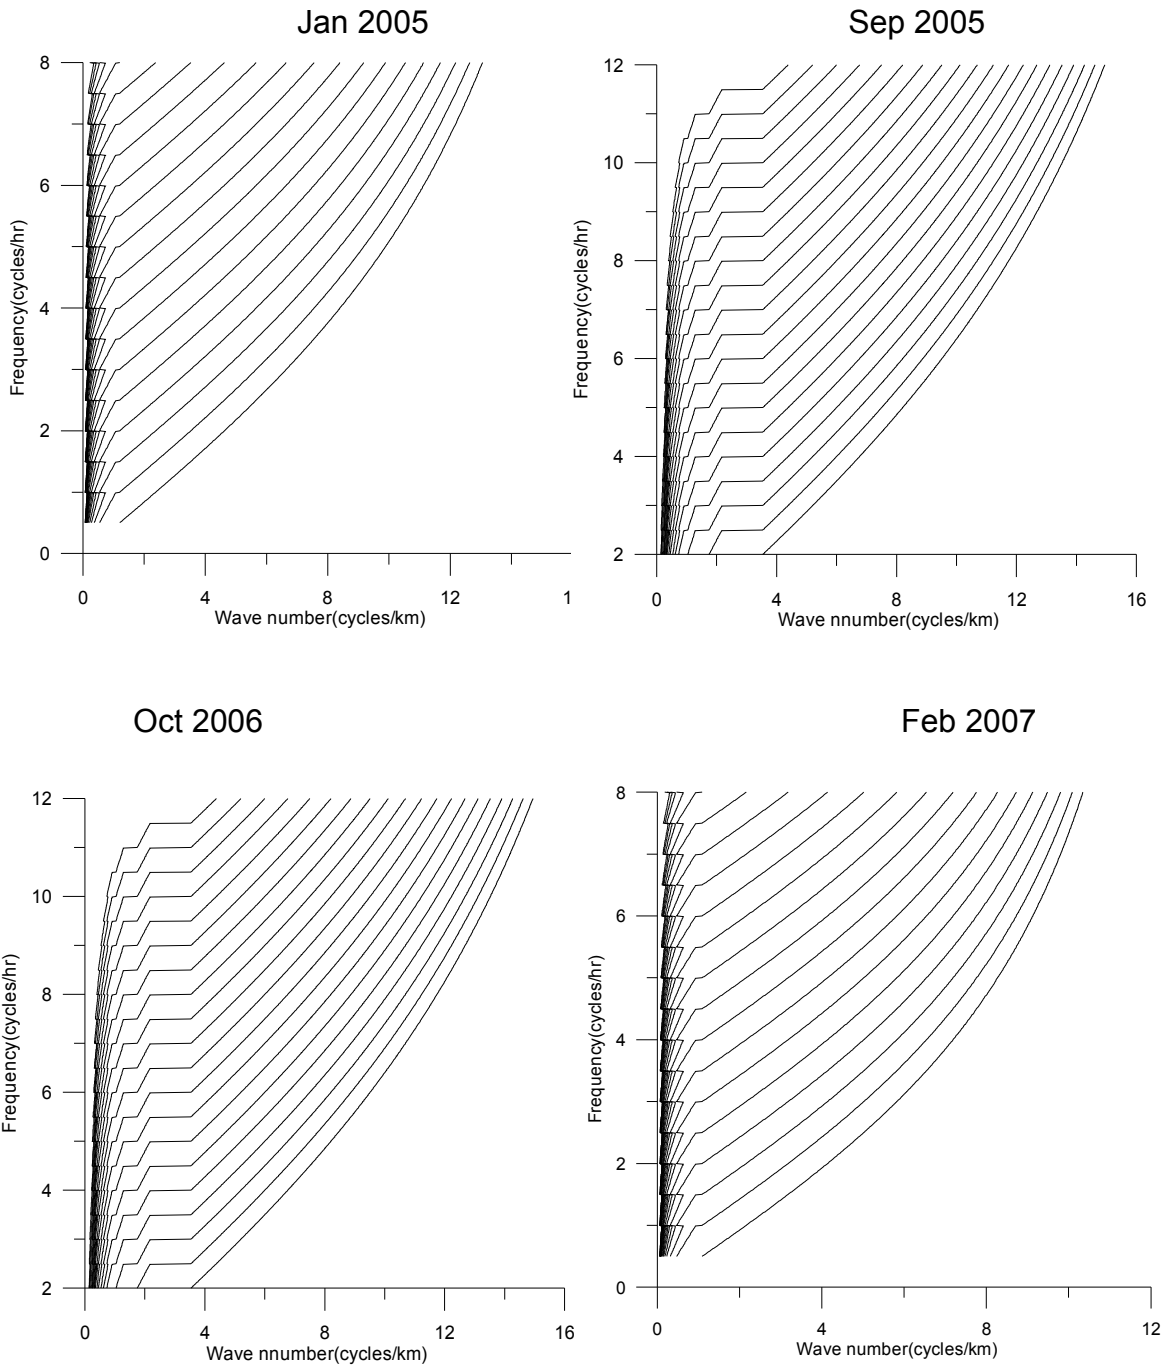 Jan 2005
Sep 2005
8
6
4
2
0
Frequency(cycles/hr)
0 4 8 12 1
Wave number(cycles/km)
12
10
8
6
4
2
Frequency(cycles/hr)
0 4 8 12 16
Wave nnumber(cycles/km)
Oct 2006
Feb 2007
12
10
8
6
4
2
Frequency(cycles/hr)
0 4 8 12 16
Wave nnumber(cycles/km)
8
6
4
2
0
Frequency(cycles/hr)
0 4 8 12
Wave number(cycles/km)